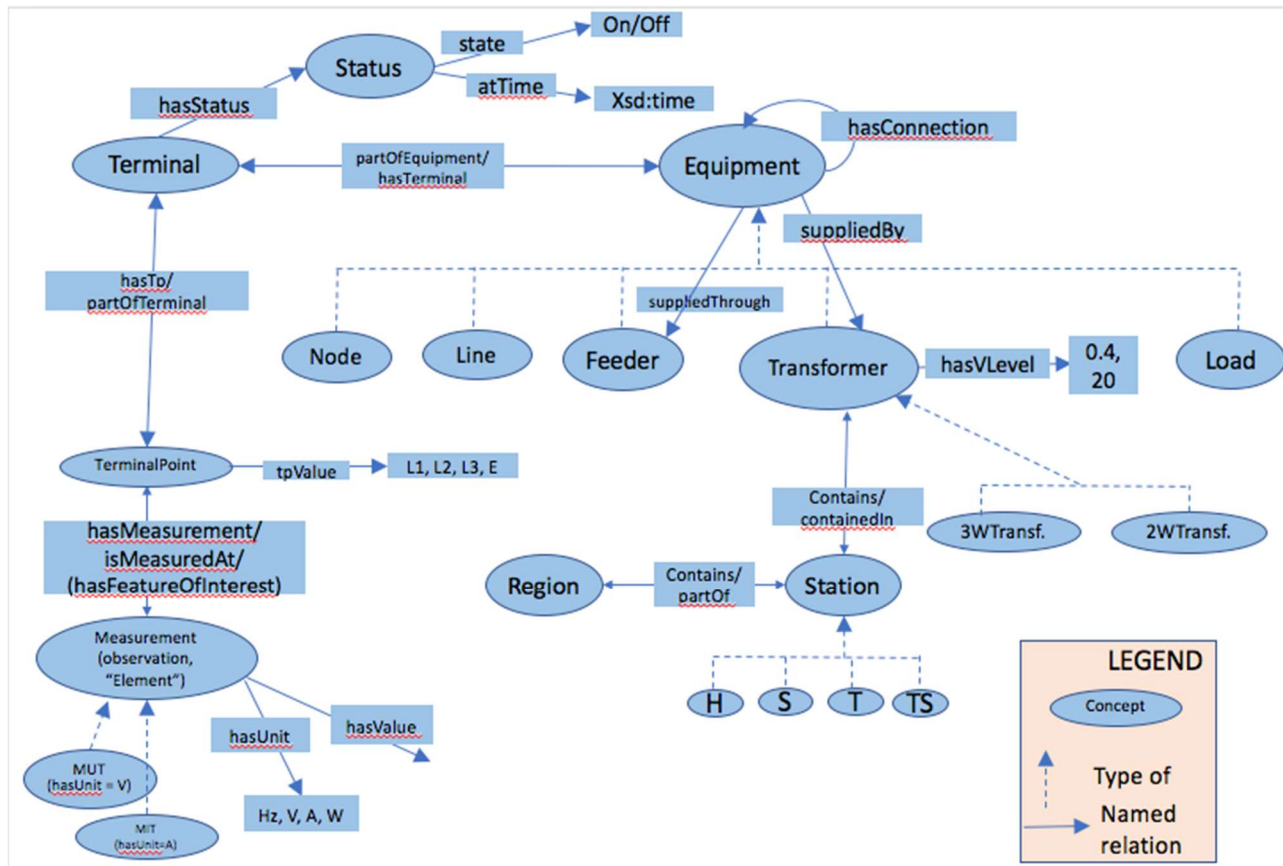 On/Off
state
Status
atTime
Xsd:time
hasStatus
hasConnection
Terminal
partOfEquipment/
hasTerminal
Equipment
suppliedBy
hasTp/
partOfTerminal
suppliedThrough
Node
Line
Feeder
Transformer
hasVLevel
0.4,
20
Load
TerminalPoint
tpValue
L1, L2, L3, E
Contains/
containedIn
3WTransf.
2WTransf.
hasMeasurement/
isMeasuredAt/
(hasFeatureOfInterest)
Region
Contains/
partOf
Station
Measurement
(observation,
“Element”)
H
S
T
TS
hasUnit
hasValue
MUT
(hasUnit = V)
Hz, V, A, W
MIT
(hasUnit=A)
LEGEND
Concept
Type of
Named
relation